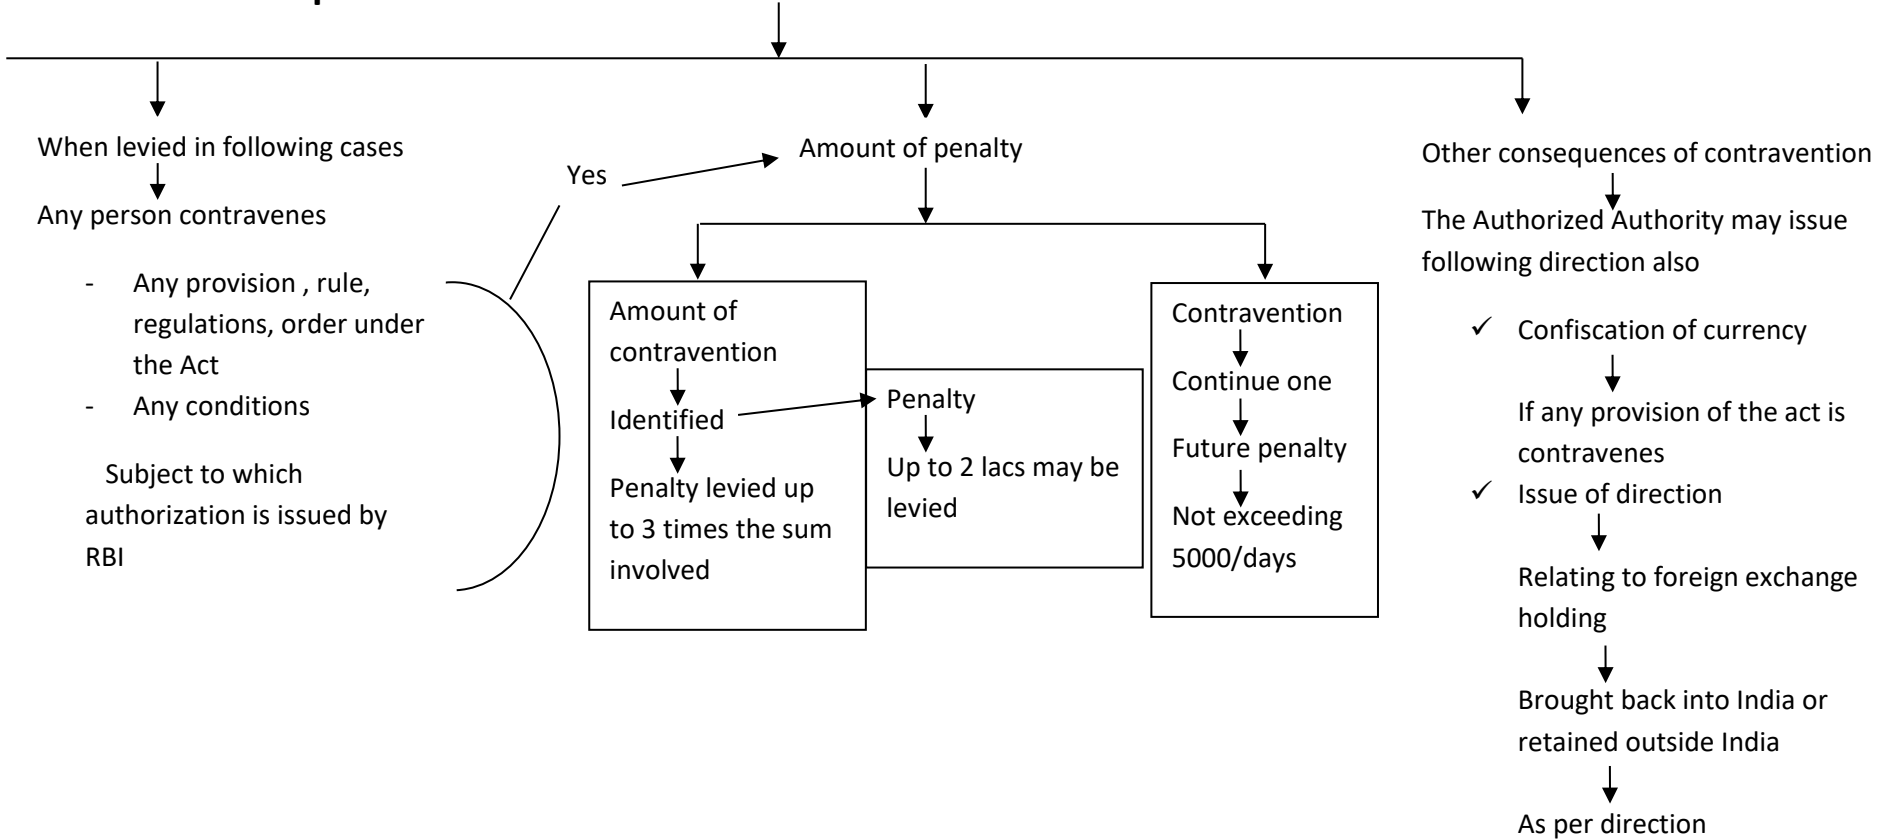 When levied in following cases
Any person contravenes
- Any provision , rule,
regulations, order under
the Act
- Any conditions
Subject to which
authorization is issued by
RBI
Yes
Amount of penalty
Amount of
contravention
Identified
Penalty levied up
to 3 times the sum
involved
Penalty
Up to 2 lacs may be
levied
Contravention
Continue one
Future penalty
Not exceeding
5000/days
Other consequences of contravention
The Authorized Authority may issue
following direction also
✓ Confiscation of currency
If any provision of the act is
contravenes
✓ Issue of direction
Relating to foreign exchange
holding
Brought back into India or
retained outside India
As per direction